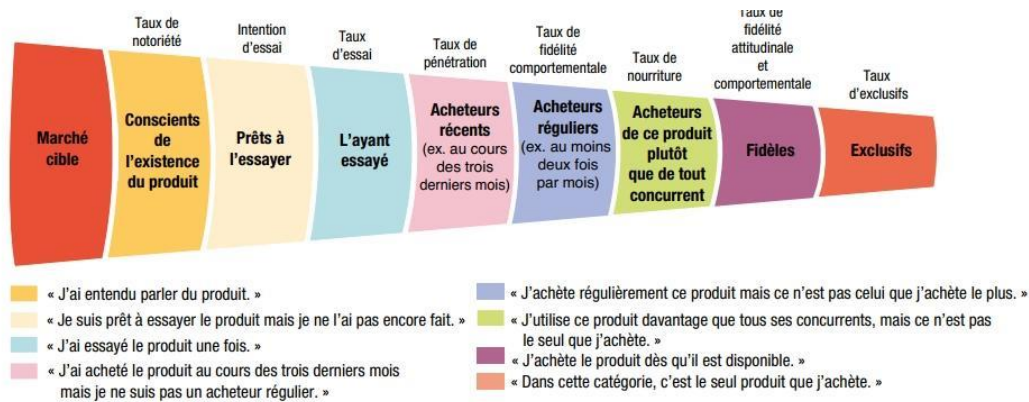 Taux de
notoriété
Intention
d'essai
Taux
d'essai
Taux de
pénétration
Taux de
fidélité
comportementale
Taux de
nourriture
Taux de
fidélité
attitudinale
et
comportementale
Taux
d'exclusifs
Marché
cible
Conscients
de
l'existence
du produit
Prêts à
l'essayer
L'ayant
essayé
Acheteurs
récents
(ex. au cours
des trois
derniers mois)
Acheteurs
réguliers
(ex. au moins
deux fois
par mois)
Acheteurs
de ce produit
plutôt
que de tout
concurrent
Fidèles
Exclusifs
« J'ai entendu parler du produit. »
« Je suis prêt à essayer le produit mais je ne l'ai pas encore fait. »
« J'ai essayé le produit une fois. »
« J'ai acheté le produit au cours des trois derniers mois
mais je ne suis pas un acheteur régulier. »
« J'achète régulièrement ce produit mais ce n'est pas celui que j'achète le plus. »
« J'utilise ce produit davantage que tous ses concurrents, mais ce n'est pas
le seul que j'achète. »
« J'achète le produit dès qu'il est disponible. »
« Dans cette catégorie, c'est le seul produit que j'achète. »